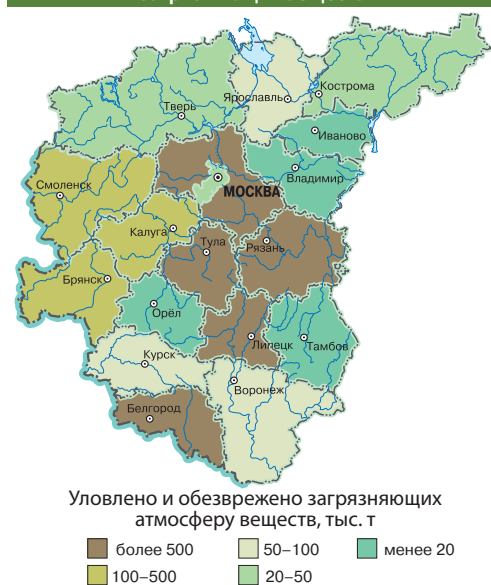 Ярославль
Кострома
Тверь
Иваново
Владимир
Смоленск
МОСКВА
Калуга
Тула
Рязань
Брянск
Орёл
Липецк
Тамбов
Курск
Воронеж
Белгород
Уловлено и обезврежено загрязняющих
атмосферу веществ, тыс. т
более 500
50–100
менее 20
100–500
20–50